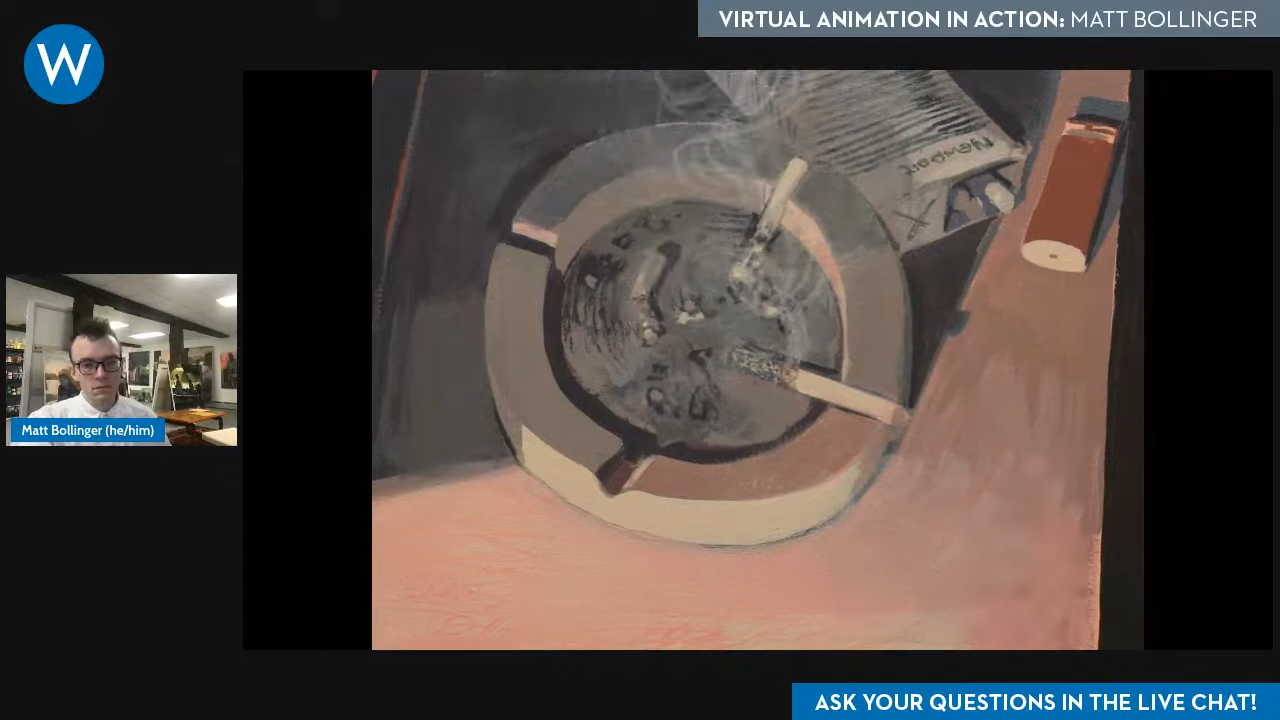 VIRTUAL ANIMATION IN ACTION: MATT BOLLINGER
W
Newport
Matt Bollinger (he/him)
ASK YOUR QUESTIONS IN THE LIVE CHAT!